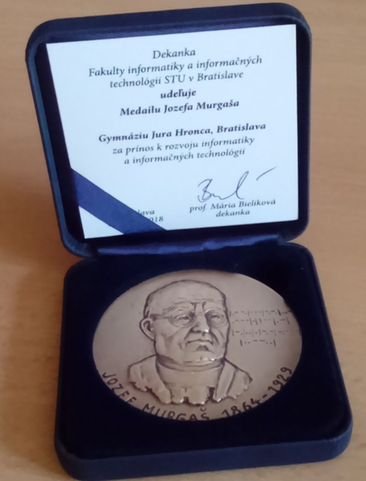 Dekanka
Fakulty informatiky a informačných
technológií STU v Bratislave
udeľuje
Medailu Jozefa Murgaša
Gymnáziu Jura Hronca, Bratislava
za prínos k rozvoju informatiky
a informačných technológií
prof. Mária Bieliková
dekanka
2018
JOZEF MURGAŠ 1864-1929